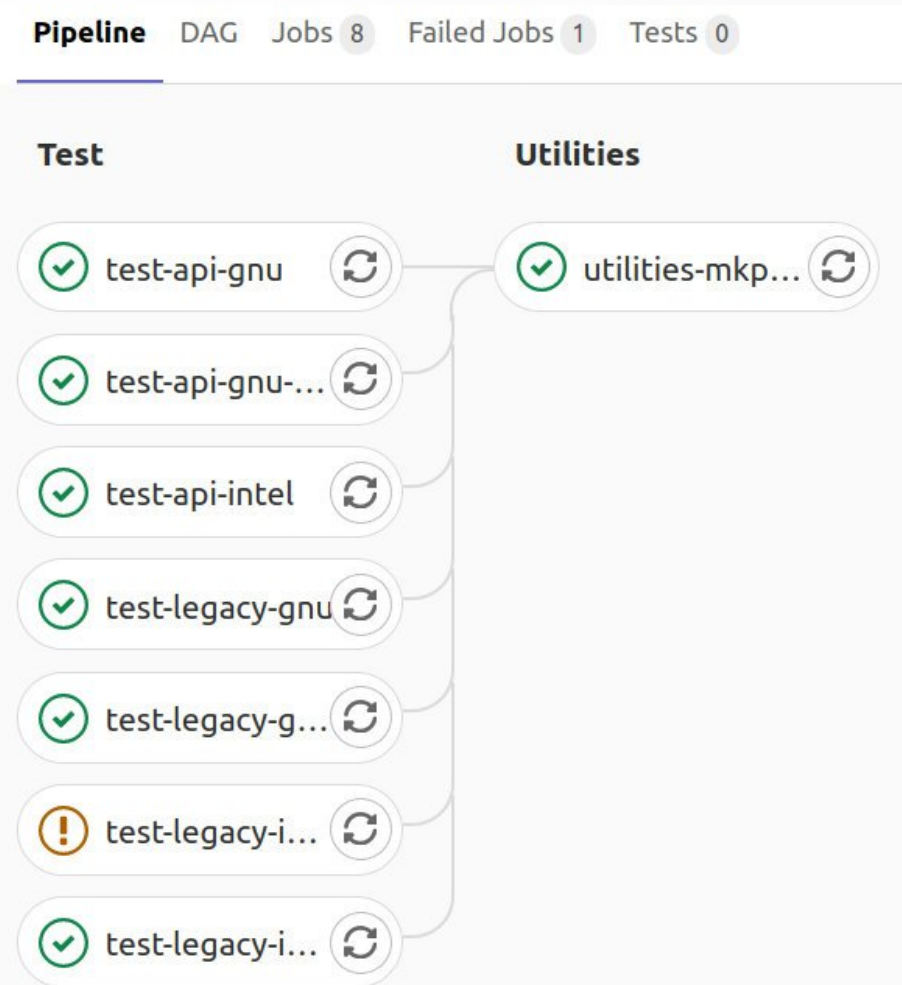 Pipeline DAG Jobs 8 Failed Jobs 1 Tests 0
Test Utilities
test-api-gnu utilities-mkp...
test-api-gnu-...
test-api-intel
test-legacy-gnu
test-legacy-g...
test-legacy-i...
test-legacy-i...